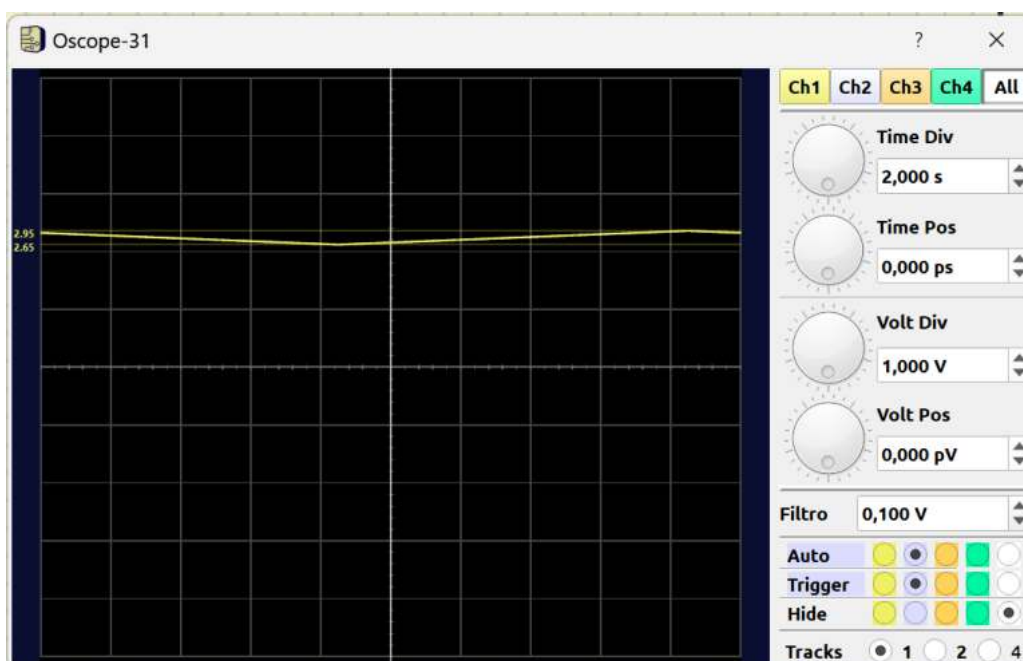 Oscope-31
?
Ch1 Ch2 Ch3 Ch4 All
Time Div
2,000 s
Time Pos
0,000 ps
2.95
2.65
Volt Div
1,000 V
Volt Pos
0,000 pV
Filtro 0,100 V
Auto
Trigger
Hide
Tracks 1 2 4